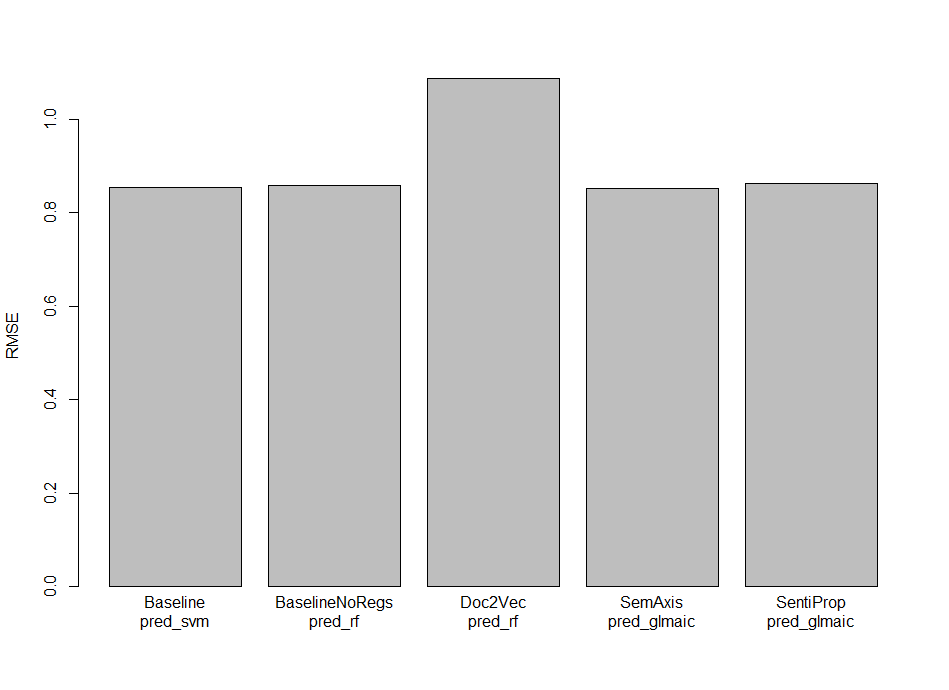 RMSE
1.0
0.8
0.6
0.4
0.2
0.0
Baseline
pred_svm
BaselineNoRegs
pred_rf
Doc2Vec
pred_rf
SemAxis
pred_glmaic
SentiProp
pred_glmaic